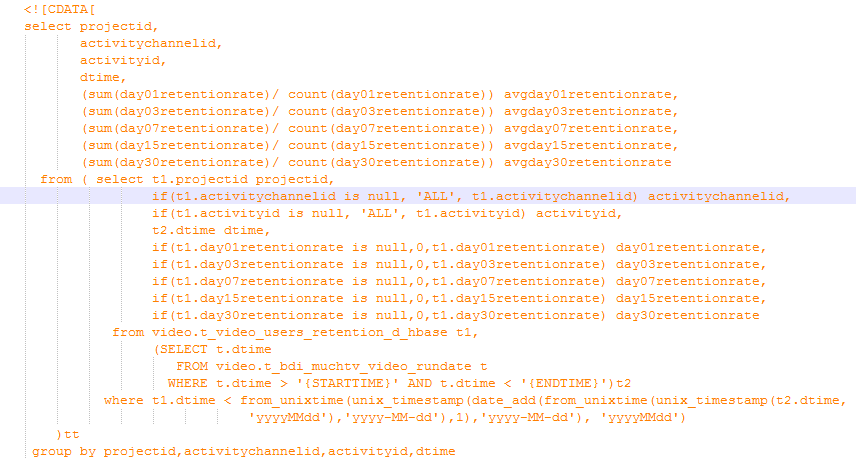 <![CDATA[
select projectid,
activitychannelid,
activityid,
dtime,
(sum(day01retentionrate)/ count(day01retentionrate)) avgday01retentionrate,
(sum(day03retentionrate)/ count(day03retentionrate)) avgday03retentionrate,
(sum(day07retentionrate)/ count(day07retentionrate)) avgday07retentionrate,
(sum(day15retentionrate)/ count(day15retentionrate)) avgday15retentionrate,
(sum(day30retentionrate)/ count(day30retentionrate)) avgday30retentionrate
from ( select t1.projectid projectid,
if(t1.activitychannelid is null, 'ALL', t1.activitychannelid) activitychannelid,
if(t1.activityid is null, 'ALL', t1.activityid) activityid,
t2.dtime dtime,
if(t1.day01retentionrate is null,0,t1.day01retentionrate) day01retentionrate,
if(t1.day03retentionrate is null,0,t1.day03retentionrate) day03retentionrate,
if(t1.day07retentionrate is null,0,t1.day07retentionrate) day07retentionrate,
if(t1.day15retentionrate is null,0,t1.day15retentionrate) day15retentionrate,
if(t1.day30retentionrate is null,0,t1.day30retentionrate) day30retentionrate
from video.t_video_users_retention_d_hbase t1,
(SELECT t.dtime
FROM video.t_bdi_muchtv_video_rundate t
WHERE t.dtime > '{STARTTIME}' AND t.dtime < '{ENDTIME}')t2
where t1.dtime < from_unixtime(unix_timestamp(date_add(from_unixtime(unix_timestamp(t2.dtime,
'yyyyMMdd'),'yyyy-MM-dd'),1),'yyyy-MM-dd'), 'yyyyMMdd')
)tt
group by projectid,activitychannelid,activityid,dtime